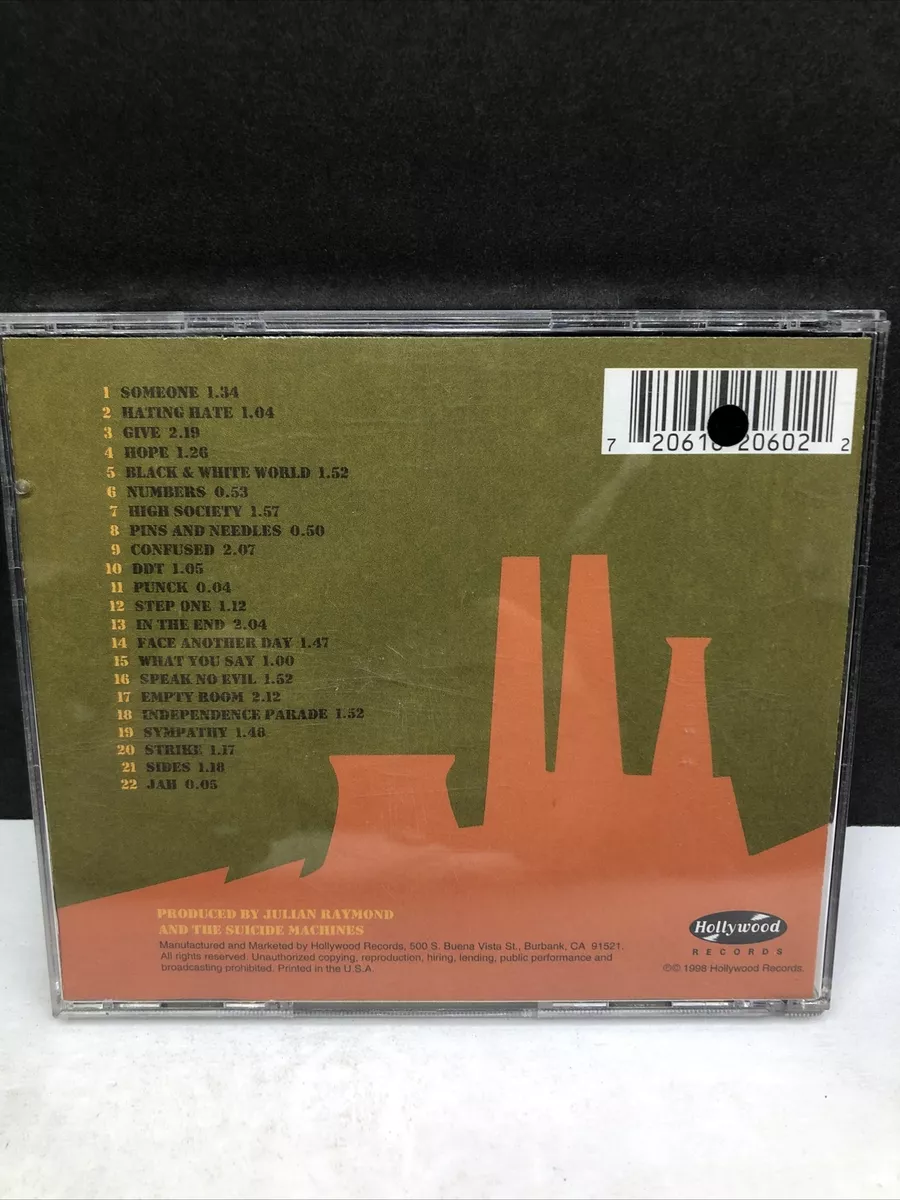 1 SOMEONE 1.34
2 HATING HATE 1.04
3 GIVE 2.19
4 HOPE 1.26
5 BLACK & WHITE WORLD 1.52
6 NUMBERS 0.53
7 HIGH SOCIETY 1.57
8 PINS AND NEEDLES 0.50
9 CONFUSED 2.07
10 DDT 1.05
11 PUNCK 0.04
12 STEP ONE 1.12
13 IN THE END 2.04
14 FACE ANOTHER DAY 1.47
15 WHAT YOU SAY 1.00
16 SPEAK NO EVIL 1.52
17 EMPTY ROOM 2.12
18 INDEPENDENCE PARADE 1.52
19 SYMPATHY 1.48
20 STRIKE 1.17
21 SIDES 1.18
22 JAH 0.05
7 20616 20602 2
PRODUCED BY JULIAN RAYMOND
AND THE SUICIDE MACHINES
Manufactured and Marketed by Hollywood Records, 500 S. Buena Vista St., Burbank, CA 91521.
All rights reserved. Unauthorized copying, reproduction, hiring, lending, public performance and
broadcasting prohibited. Printed in the U.S.A.
Hollywood
RECORDS
℗© 1998 Hollywood Records.